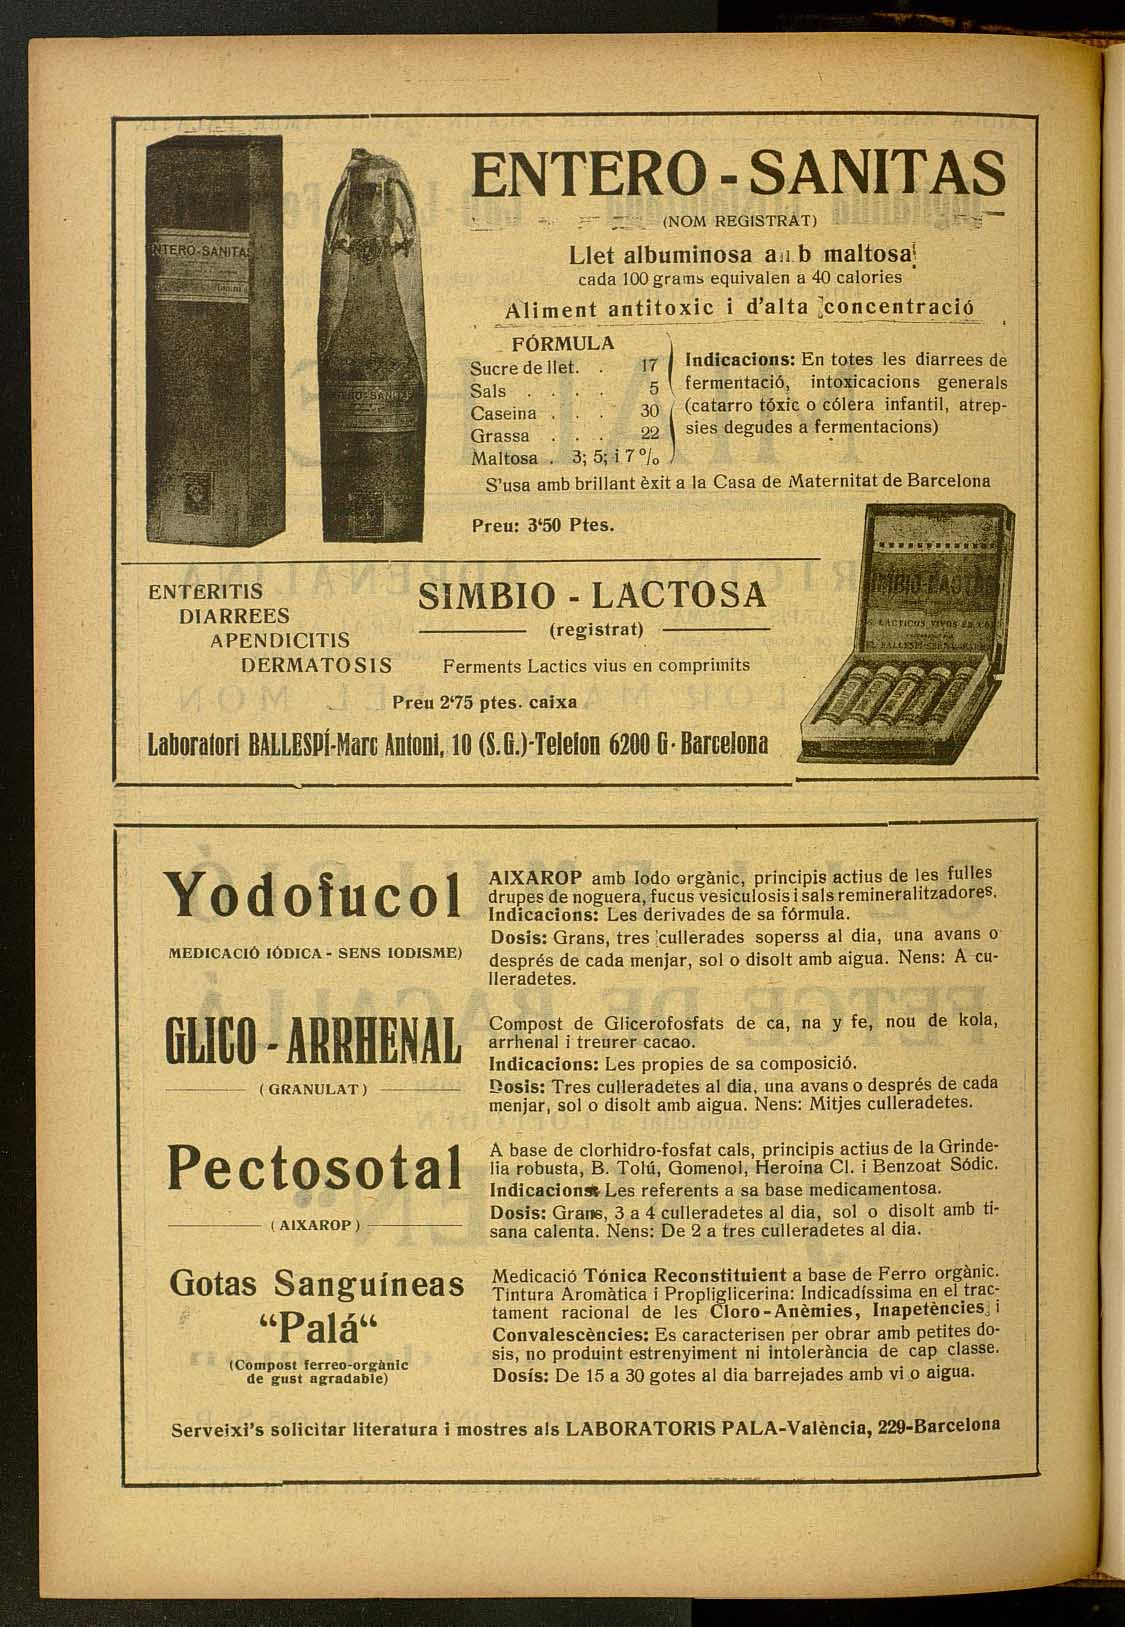 ENTERO-SANITAS
ENTERO - SANITAS
(NOM REGISTRAT)
Llet albuminosa amb maltosa
cada 100 grams equivalen a 40 calories
Aliment antitoxic i d'alta concentració
FÓRMULA
Sucre de llet. . 17
Sals . . . . . 5
Caseina . . . 30
Grassa . . . 22
Maltosa . 3; 5; i 7 %
Indicacions: En totes les diarrees de
fermentació, intoxicacions generals
(catarro tóxic o cólera infantil, atrep-
sies degudes a fermentacions)
S'usa amb brillant èxit a la Casa de Maternitat de Barcelona
Preu: 3'50 Ptes.
ENTERITIS
DIARREES
APENDICITIS
DERMATOSIS
SIMBIO - LACTOSA
(registrat)
Ferments Lactics vius en comprimits
Preu 2'75 ptes. caixa
Laboratori BALLESPÍ-Marc Antoni, 10 (S.G.)-Telefon 6200 G - Barcelona
SIMBIO-LACTOSA
Yodofucol
MEDICACIÓ IÓDICA - SENS IODISME)
AIXAROP amb Iodo orgànic, principis actius de les fulles
drupes de noguera, fucus vesiculosis i sals remineralitzadores.
Indicacions: Les derivades de sa fórmula.
Dosis: Grans, tres cullerades soperss al dia, una avans o
després de cada menjar, sol o disolt amb aigua. Nens: A cu-
lleradetes.
GLICO - ARRHENAL
(GRANULAT)
Compost de Glicerofosfats de ca, na y fe, nou de kola,
arrhenal i treurer cacao.
Indicacions: Les propies de sa composició.
Dosis: Tres culleradetes al dia, una avans o després de cada
menjar, sol o disolt amb aigua. Nens: Mitjes culleradetes.
Pectosotal
(AIXAROP)
A base de clorhidro-fosfat cals, principis actius de la Grinde-
lia robusta, B. Tolú, Gomenol, Heroina Cl. i Benzoat Sódic.
Indicacions: Les referents a sa base medicamentosa.
Dosis: Grans, 3 a 4 culleradetes al dia, sol o disolt amb ti-
sana calenta. Nens: De 2 a tres culleradetes al dia.
Gotas Sanguíneas
"Palá"
(Compost ferreo-orgànic
de gust agradable)
Medicació Tónica Reconstituient a base de Ferro orgànic.
Tintura Aromàtica i Propliglicerina: Indicadíssima en el trac-
tament racional de les Cloro-Anèmies, Inapetències, i
Convalescències: Es caracterisen per obrar amb petites do-
sis, no produint estrenyiment ni intolerància de cap classe.
Dosís: De 15 a 30 gotes al dia barrejades amb vi o aigua.
Serveixi's solicitar literatura i mostres als LABORATORIS PALA-València, 229-Barcelona